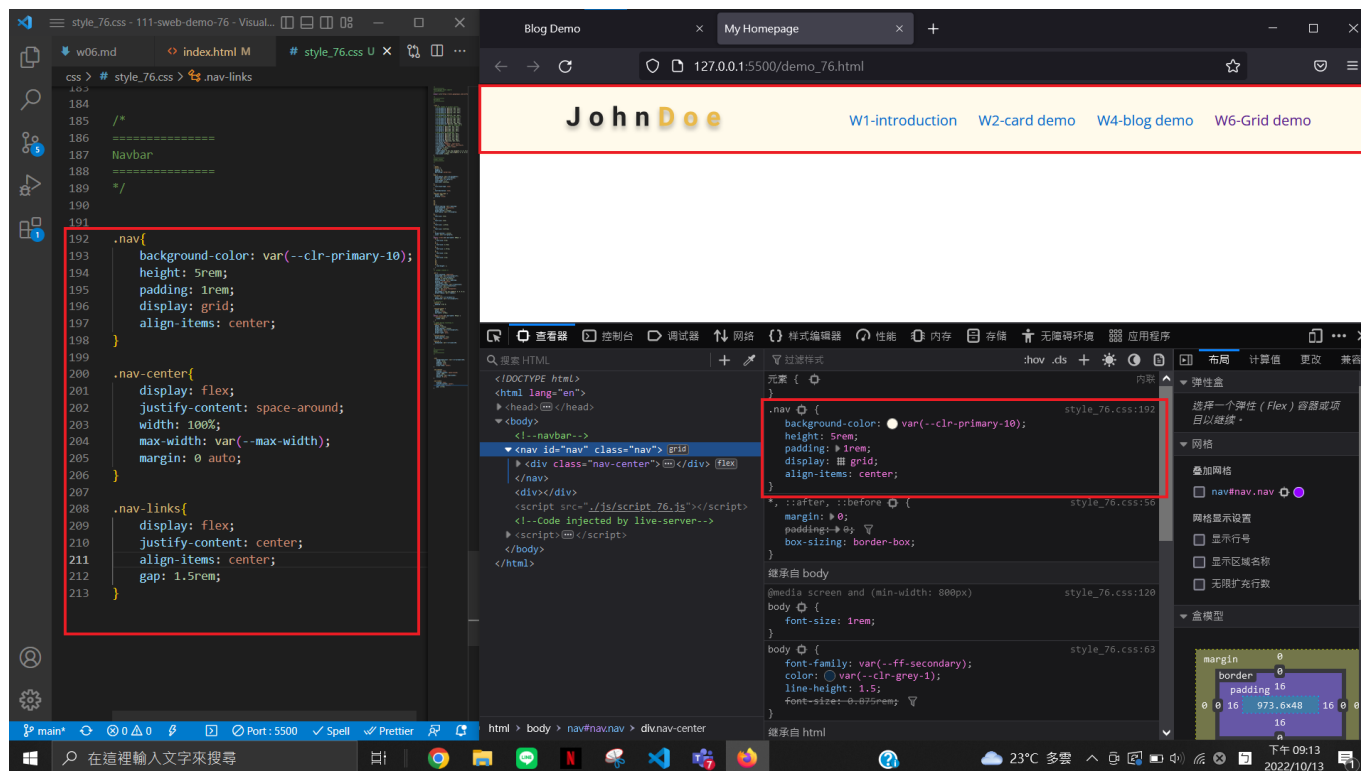 style_76.css - 111-sweb-demo-76 - Visual...
w06.md
index.html M
# style_76.css U
css > # style_76.css > .nav-links
183
184
185 /*
186 ===============
187 Navbar
188 ===============
189 */
190
191
192 .nav{
193 background-color: var(--clr-primary-10);
194 height: 5rem;
195 padding: 1rem;
196 display: grid;
197 align-items: center;
198 }
199
200 .nav-center{
201 display: flex;
202 justify-content: space-around;
203 width: 100%;
204 max-width: var(--max-width);
205 margin: 0 auto;
206 }
207
208 .nav-links{
209 display: flex;
210 justify-content: center;
211 align-items: center;
212 gap: 1.5rem;
213 }
5
1
main*
0 0
Port : 5500
Spell
Prettier
Blog Demo
My Homepage
127.0.0.1:5500/demo_76.html
JohnDoe
W1-introduction W2-card demo W4-blog demo W6-Grid demo
查看器 控制台 调试器 网络 样式编辑器 性能 内存 存储 无障碍环境 应用程序
搜索 HTML
<!DOCTYPE html>
<html lang="en">
<head></head>
<body>
<!--navbar-->
<nav id="nav" class="nav"> grid
<div class="nav-center"></div> flex
</nav>
<div></div>
<script src="./js/script_76.js"></script>
<!--Code injected by live-server-->
<script></script>
</body>
</html>
html > body > nav#nav.nav > div.nav-center
过滤样式
:hov .cls
元素 { 内联
}
.nav { style_76.css:192
background-color: var(--clr-primary-10);
height: 5rem;
padding: 1rem;
display: grid;
align-items: center;
}
*, ::after, ::before { style_76.css:56
margin: 0;
padding: 0;
box-sizing: border-box;
}
继承自 body
@media screen and (min-width: 800px) style_76.css:120
body {
font-size: 1rem;
}
body { style_76.css:63
font-family: var(--ff-secondary);
color: var(--clr-grey-1);
line-height: 1.5;
font-size: 0.875rem;
}
继承自 html
布局 计算值 更改 兼容
弹性盒
选择一个弹性（Flex）容器或项目以继续。
网格
叠加网格
nav#nav.nav
网格显示设置
显示行号
显示区域名称
无限扩充行数
盒模型
margin 0
border 0
padding 16
0 0 16 973.6×48 16 0 0
16
0
在這裡輸入文字來搜尋
23°C 多雲
下午 09:13
2022/10/13